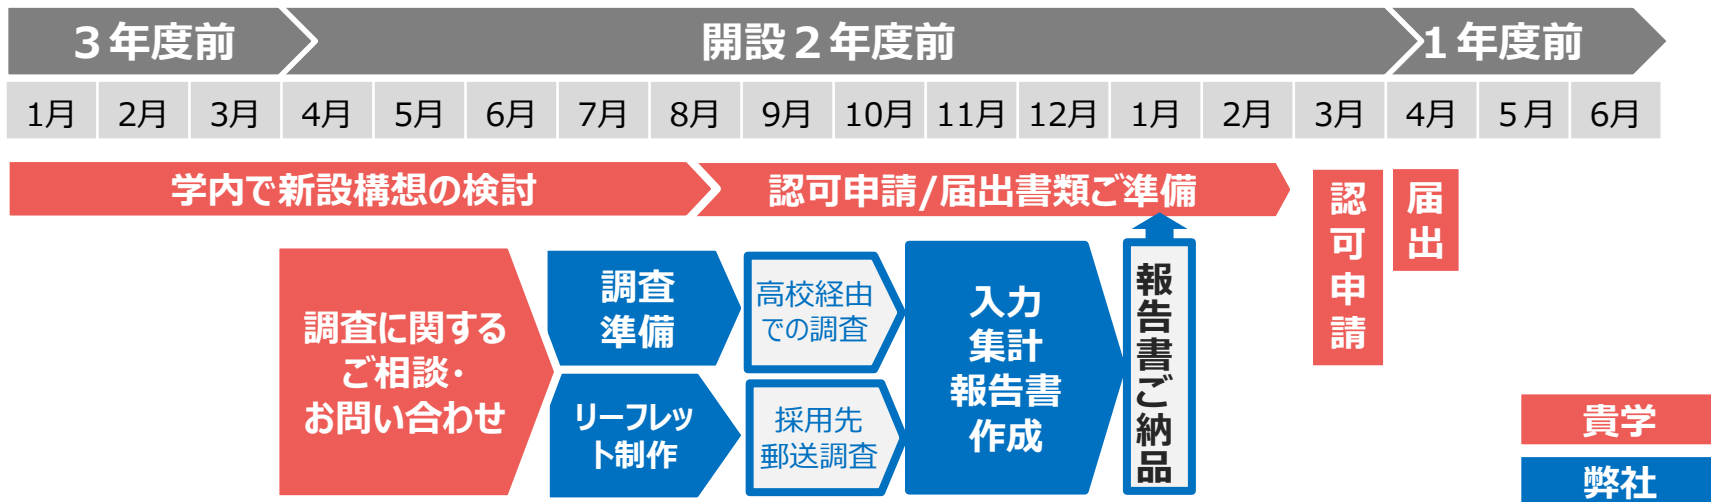 ３年度前
開設２年度前
１年度前
1月 2月 3月 4月 5月 6月 7月 8月 9月 10月 11月 12月 1月 2月 3月 4月 ５月 6月
学内で新設構想の検討
認可申請/届出書類ご準備
認可申請
届出
調査に関する
ご相談・
お問い合わせ
調査
準備
リーフレッ
ト制作
高校経由
での調査
採用先
郵送調査
入力
集計
報告書
作成
報告書ご納品
貴学
弊社